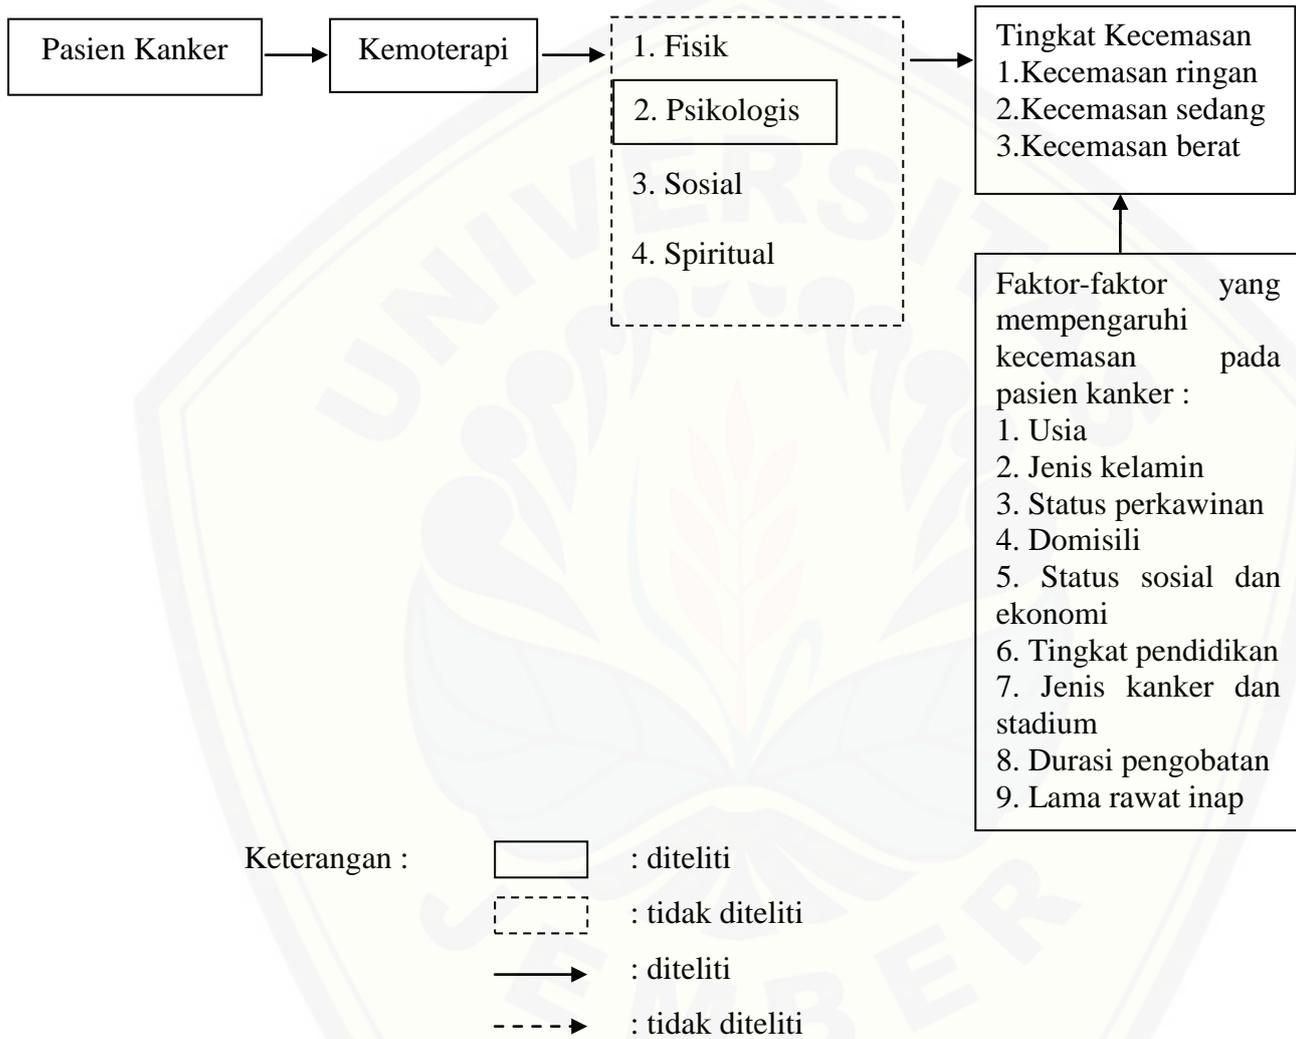 Pasien Kanker
Kemoterapi
1. Fisik
2. Psikologis
3. Sosial
4. Spiritual
Tingkat Kecemasan
1.Kecemasan ringan
2.Kecemasan sedang
3.Kecemasan berat
Faktor-faktor yang
mempengaruhi
kecemasan pada
pasien kanker :
1. Usia
2. Jenis kelamin
3. Status perkawinan
4. Domisili
5. Status sosial dan
ekonomi
6. Tingkat pendidikan
7. Jenis kanker dan
stadium
8. Durasi pengobatan
9. Lama rawat inap
Keterangan :
: diteliti
: tidak diteliti
: diteliti
: tidak diteliti
UNIVERSITAS
JEMBER